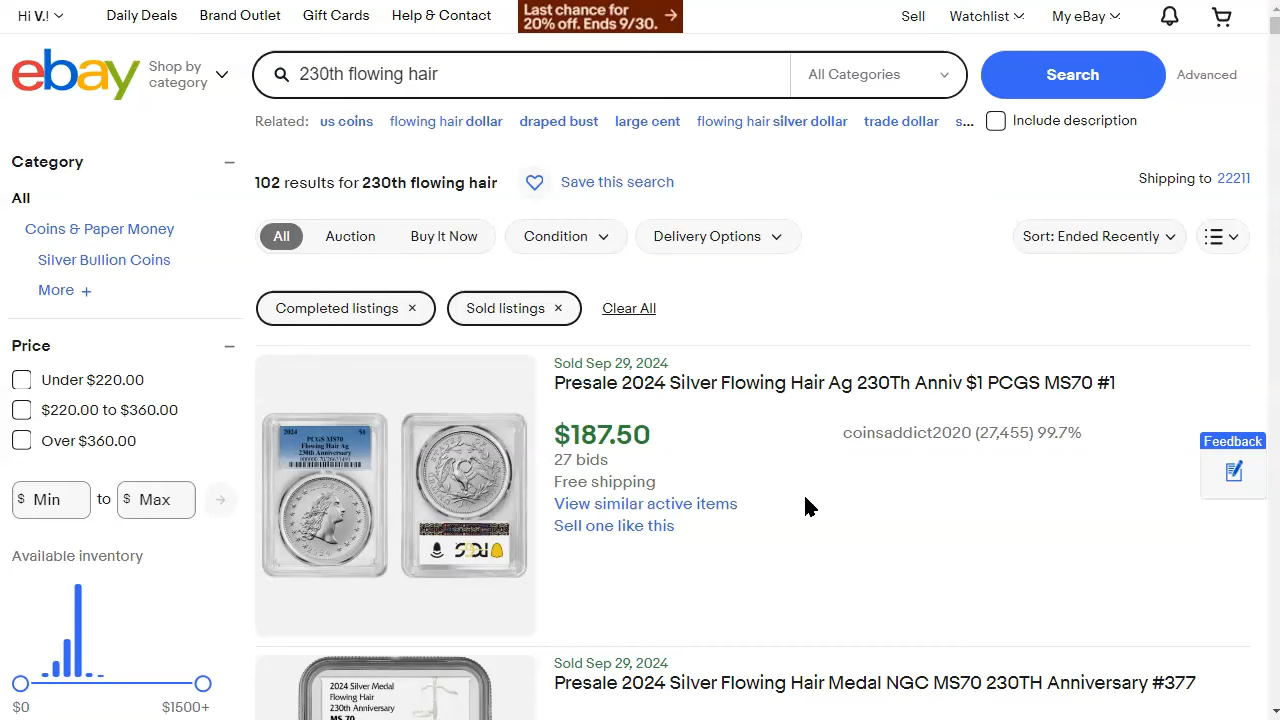 Hi V.!
Daily Deals
Brand Outlet
Gift Cards
Help & Contact
Last chance for
20% off. Ends 9/30.
Sell
Watchlist
My eBay
ebay
Shop by
category
230th flowing hair
All Categories
Search
Advanced
Related: us coins flowing hair dollar draped bust large cent flowing hair silver dollar trade dollar s...
Include description
Category
All
Coins & Paper Money
Silver Bullion Coins
More +
102 results for 230th flowing hair
Save this search
Shipping to 22211
All
Auction
Buy It Now
Condition
Delivery Options
Sort: Ended Recently
Completed listings ×
Sold listings ×
Clear All
Price
Under $220.00
$220.00 to $360.00
Over $360.00
$ Min to $ Max
Available inventory
$0
$1500+
Sold Sep 29, 2024
Presale 2024 Silver Flowing Hair Ag 230Th Anniv $1 PCGS MS70 #1
$187.50
27 bids
Free shipping
View similar active items
Sell one like this
coinsaddict2020 (27,455) 99.7%
Feedback
2024 $1
PCGS MS70
Flowing Hair Ag
230th Anniversary
Sold Sep 29, 2024
Presale 2024 Silver Flowing Hair Medal NGC MS70 230TH Anniversary #377
2024 Silver Medal
Flowing Hair
230th Anniversary
MS 70